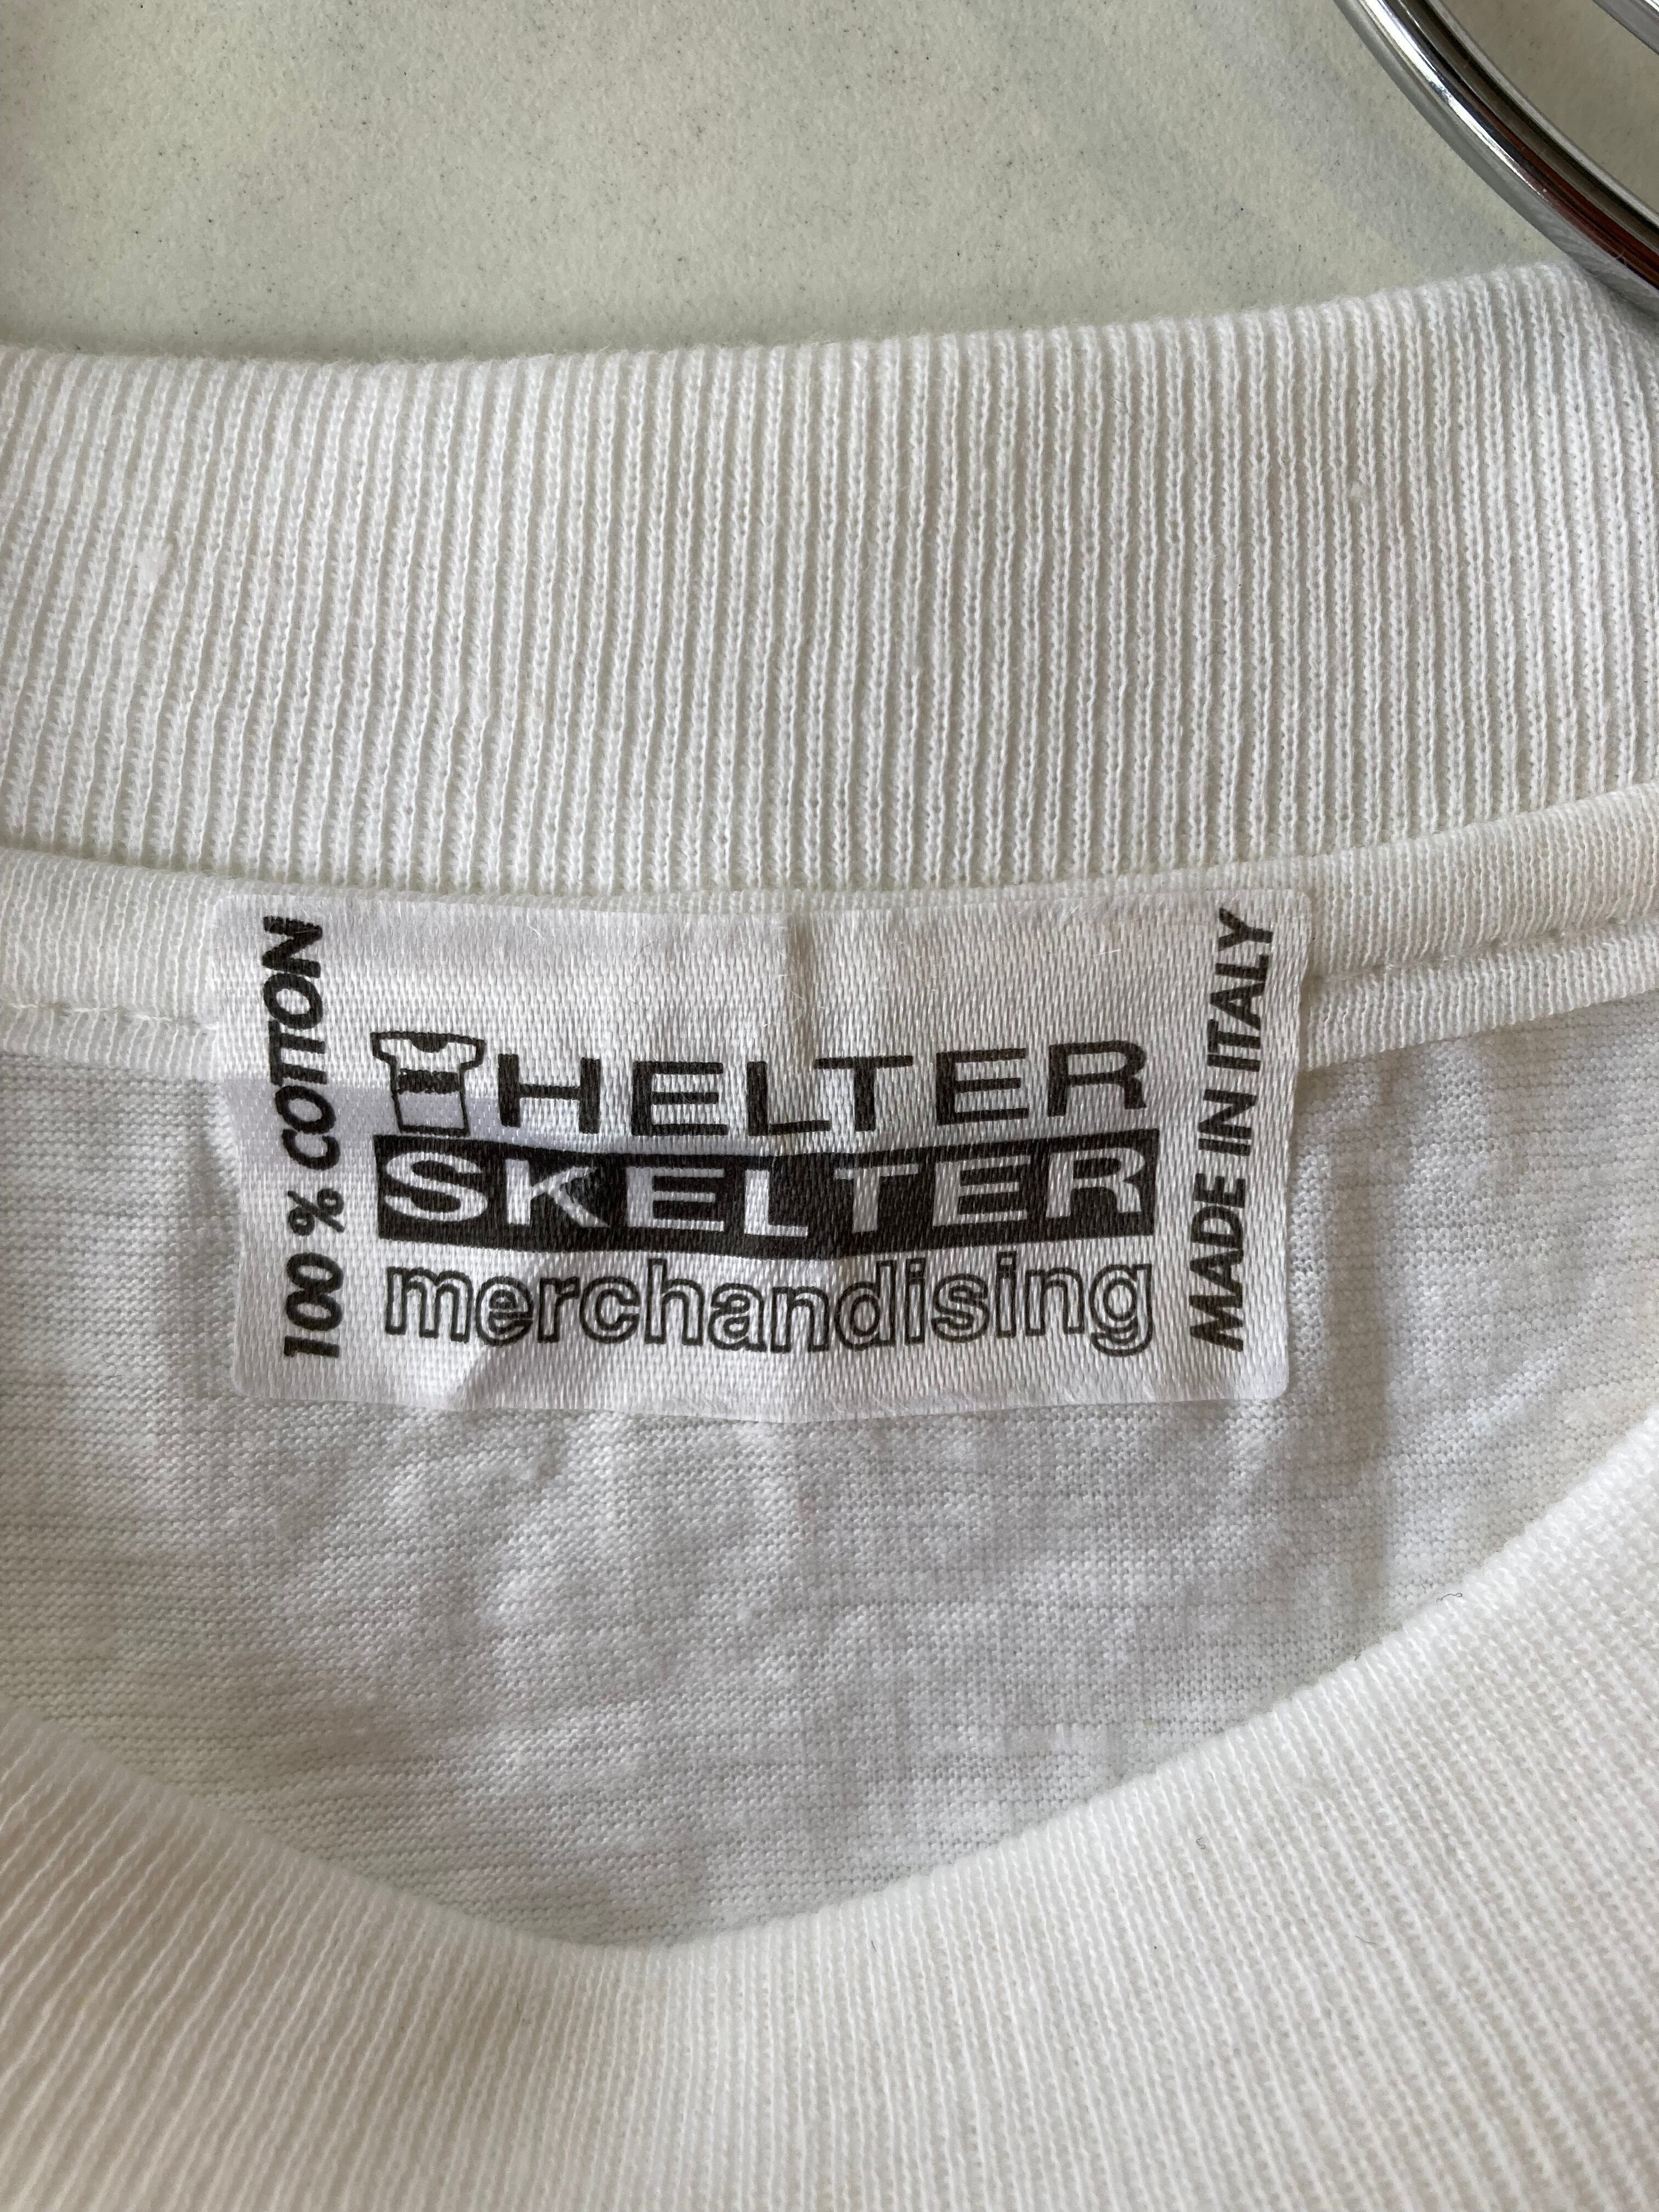 100% COTTON
HELTER
SKELTER
merchandising
MADE IN ITALY